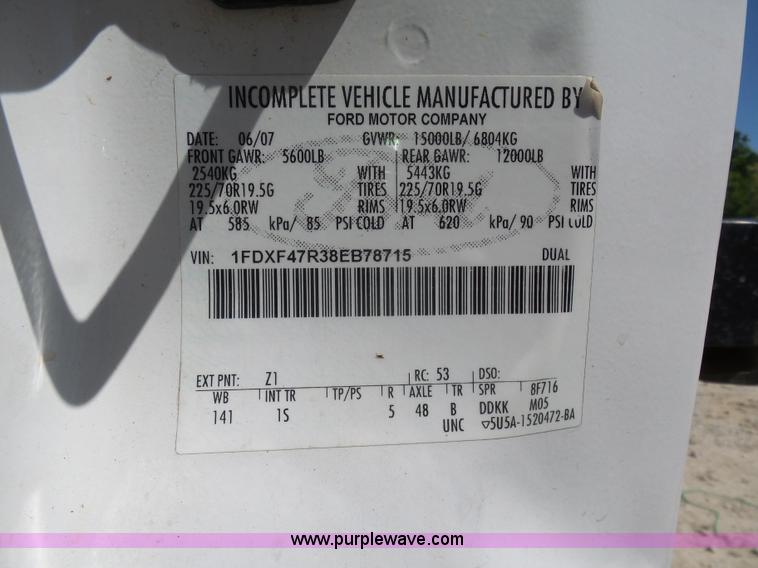 INCOMPLETE VEHICLE MANUFACTURED BY
FORD MOTOR COMPANY
DATE: 06/07 GVWR: 15000LB/ 6804KG
FRONT GAWR: 5600LB REAR GAWR: 12000LB
2540KG WITH 5443KG WITH
225/70R19.5G TIRES 225/70R19.5G TIRES
19.5x6.0RW RIMS 19.5x6.0RW RIMS
AT 585 kPa/ 85 PSI COLD AT 620 kPa/ 90 PSI COLD
VIN: 1FDXF47R38EB78715 DUAL
EXT PNT: Z1 RC: 53 DSO:
WB INT TR TP/PS R AXLE TR SPR 8F716
141 1S 5 48 B DDKK M05
UNC ▽5U5A-1520472-BA
www.purplewave.com